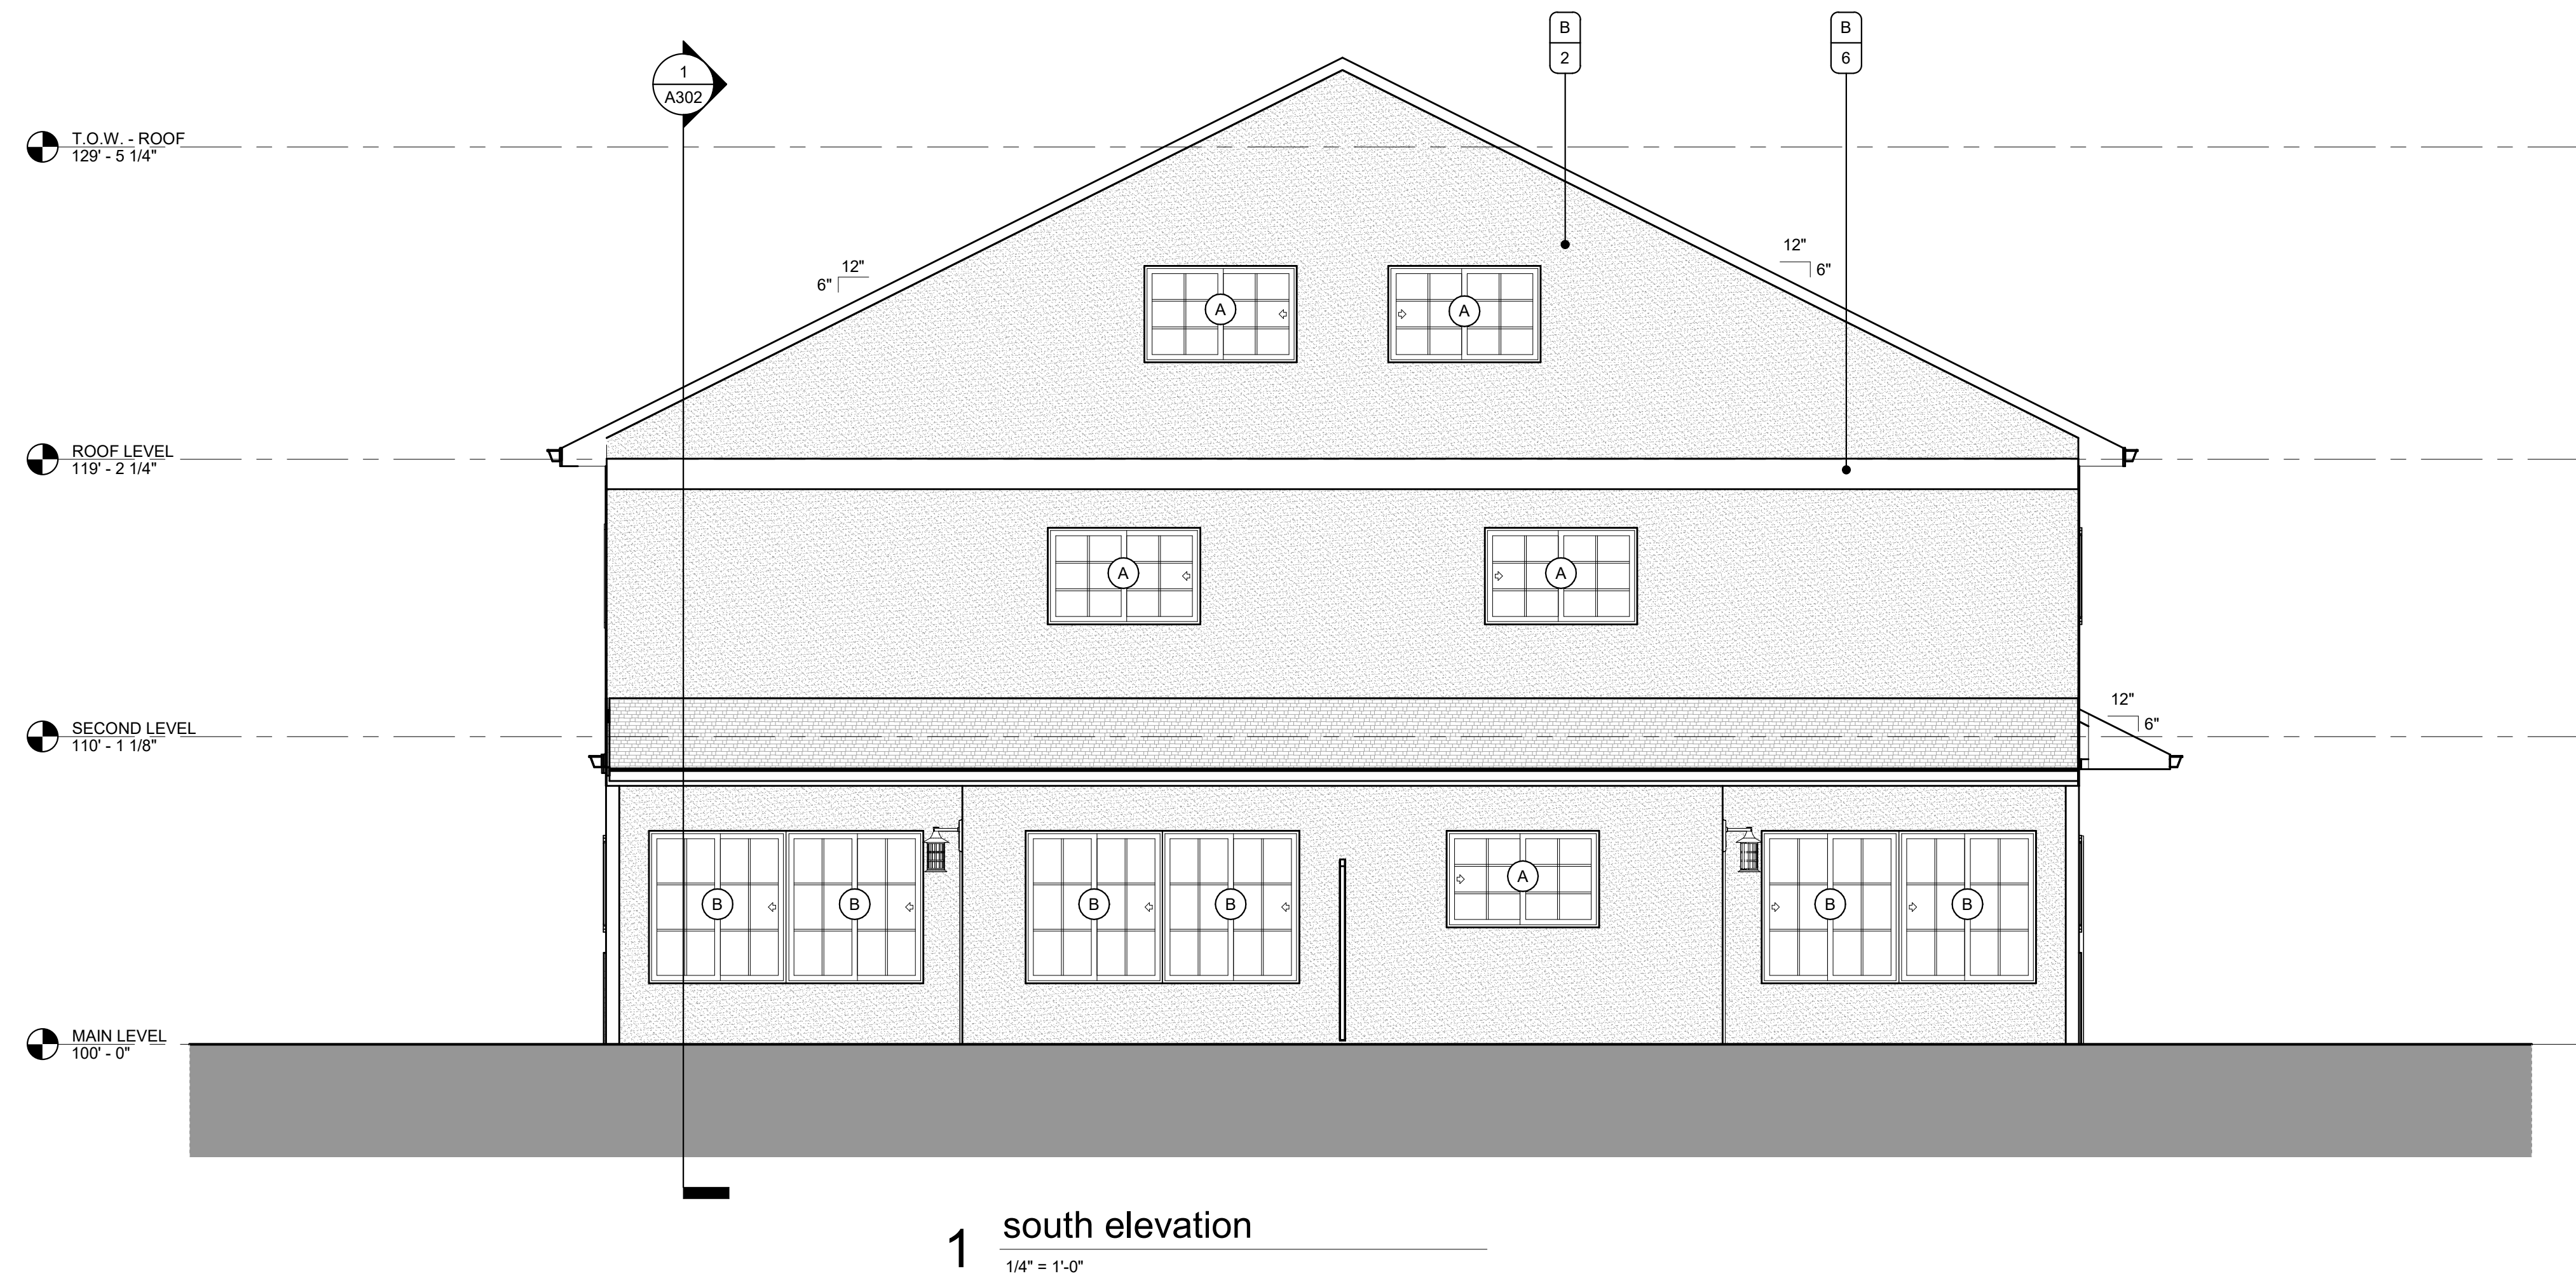 B
2
B
6
1
A302
T.O.W. - ROOF
129' - 5 1/4"
12"
6"
12"
6"
A
A
ROOF LEVEL
119' - 2 1/4"
A
A
SECOND LEVEL
110' - 1 1/8"
12"
6"
B
B
B
B
A
B
B
MAIN LEVEL
100' - 0"
1
south elevation
1/4" = 1'-0"